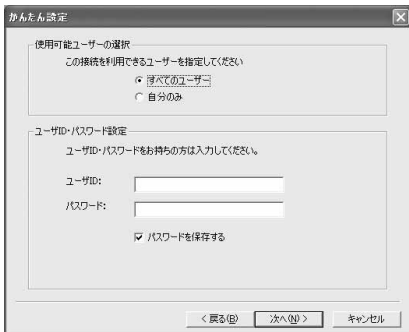 かんたん設定
使用可能ユーザーの選択
この接続を利用できるユーザーを指定してください
すべてのユーザー
自分のみ
ユーザID・パスワード設定
ユーザID・パスワードをお持ちの方は入力してください。
ユーザID:
パスワード:
パスワードを保存する
< 戻る(B)
次へ(N) >
キャンセル